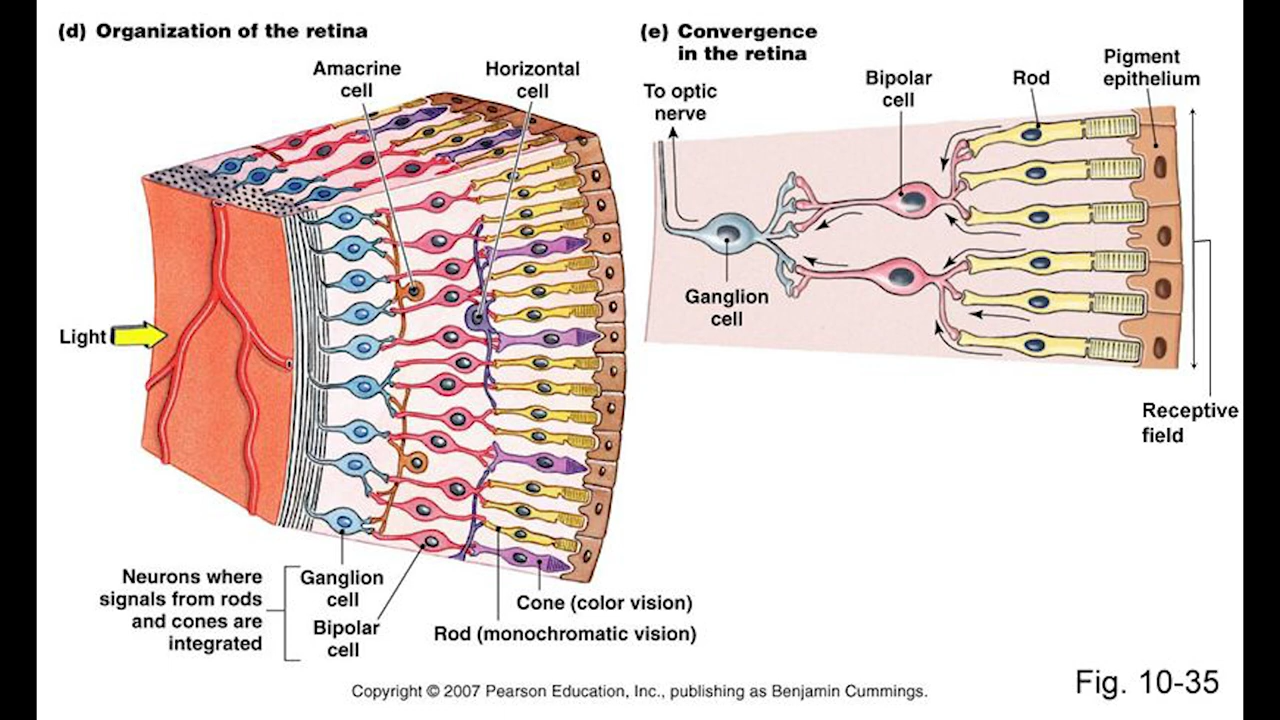 (d) Organization of the retina
Amacrine
cell
Horizontal
cell
Light
Neurons where
signals from rods
and cones are
integrated
Ganglion
cell
Bipolar
cell
Cone (color vision)
Rod (monochromatic vision)
(e) Convergence
in the retina
To optic
nerve
Bipolar
cell
Rod
Pigment
epithelium
Ganglion
cell
Receptive
field
Copyright © 2007 Pearson Education, Inc., publishing as Benjamin Cummings.
Fig. 10-35